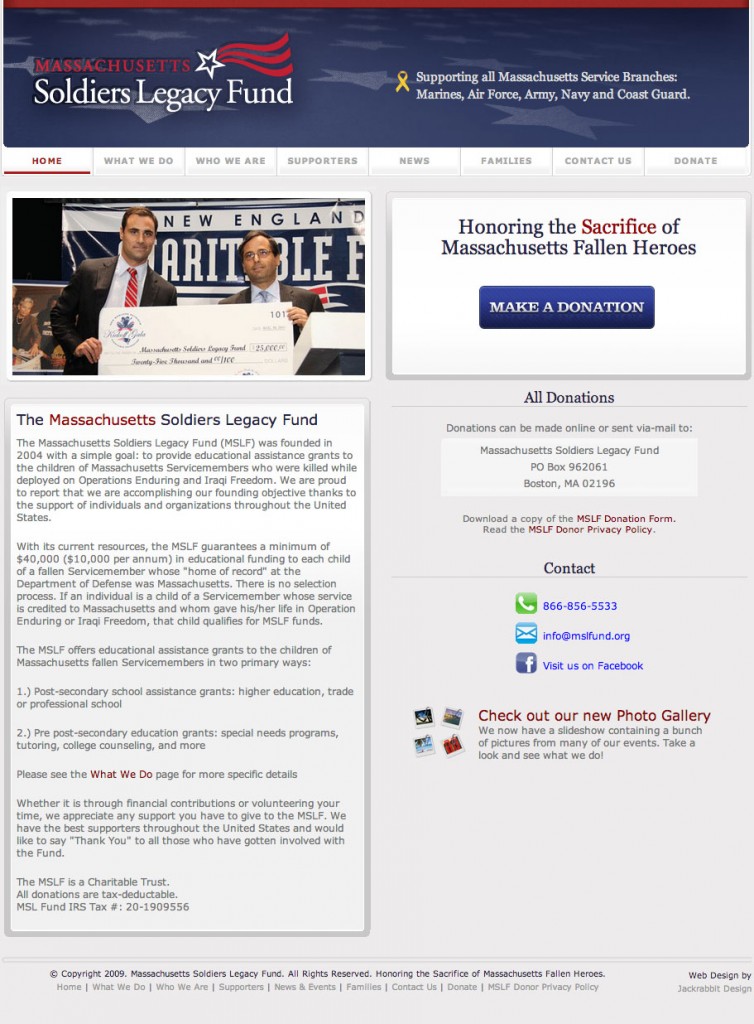 MASSACHUSETTS
Soldiers Legacy Fund
Supporting all Massachusetts Service Branches:
Marines, Air Force, Army, Navy and Coast Guard.
HOME
WHAT WE DO
WHO WE ARE
SUPPORTERS
NEWS
FAMILIES
CONTACT US
DONATE
NEW ENGLAND
ARITABLE F
101
Massachusetts Soldiers Legacy Fund $25,000.00
Twenty-Five Thousand and 00/100
Honoring the Sacrifice of
Massachusetts Fallen Heroes
MAKE A DONATION
The Massachusetts Soldiers Legacy Fund
The Massachusetts Soldiers Legacy Fund (MSLF) was founded in
2004 with a simple goal: to provide educational assistance grants to
the children of Massachusetts Servicemembers who were killed while
deployed on Operations Enduring and Iraqi Freedom. We are proud
to report that we are accomplishing our founding objective thanks to
the support of individuals and organizations throughout the United
States.
With its current resources, the MSLF guarantees a minimum of
$40,000 ($10,000 per annum) in educational funding to each child
of a fallen Servicemember whose "home of record" at the
Department of Defense was Massachusetts. There is no selection
process. If an individual is a child of a Servicemember whose service
is credited to Massachusetts and whom gave his/her life in Operation
Enduring or Iraqi Freedom, that child qualifies for MSLF funds.
The MSLF offers educational assistance grants to the children of
Massachusetts fallen Servicemembers in two primary ways:
1.) Post-secondary school assistance grants: higher education, trade
or professional school
2.) Pre post-secondary education grants: special needs programs,
tutoring, college counseling, and more
Please see the What We Do page for more specific details
Whether it is through financial contributions or volunteering your
time, we appreciate any support you have to give to the MSLF. We
have the best supporters throughout the United States and would
like to say "Thank You" to all those who have gotten involved with
the Fund.
The MSLF is a Charitable Trust.
All donations are tax-deductable.
MSL Fund IRS Tax #: 20-1909556
All Donations
Donations can be made online or sent via-mail to:
Massachusetts Soldiers Legacy Fund
PO Box 962061
Boston, MA 02196
Download a copy of the MSLF Donation Form.
Read the MSLF Donor Privacy Policy.
Contact
866-856-5533
info@mslfund.org
Visit us on Facebook
Check out our new Photo Gallery
We now have a slideshow containing a bunch
of pictures from many of our events. Take a
look and see what we do!
© Copyright 2009. Massachusetts Soldiers Legacy Fund. All Rights Reserved. Honoring the Sacrifice of Massachusetts Fallen Heroes.
Home | What We Do | Who We Are | Supporters | News & Events | Families | Contact Us | Donate | MSLF Donor Privacy Policy
Web Design by
Jackrabbit Design